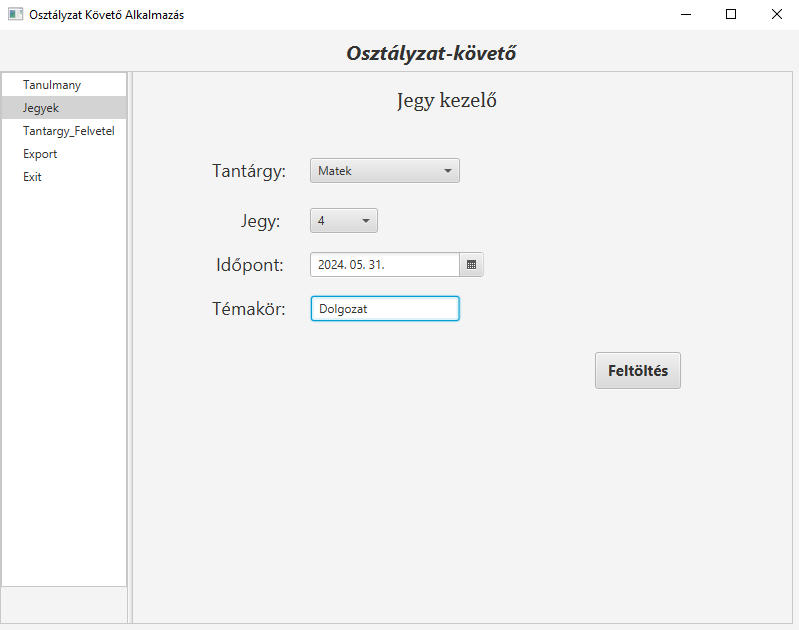 Osztályzat Követő Alkalmazás
Osztályzat-követő
Tanulmany
Jegyek
Tantargy_Felvetel
Export
Exit
Jegy kezelő
Tantárgy: Matek
Jegy: 4
Időpont: 2024. 05. 31.
Témakör: Dolgozat
Feltöltés